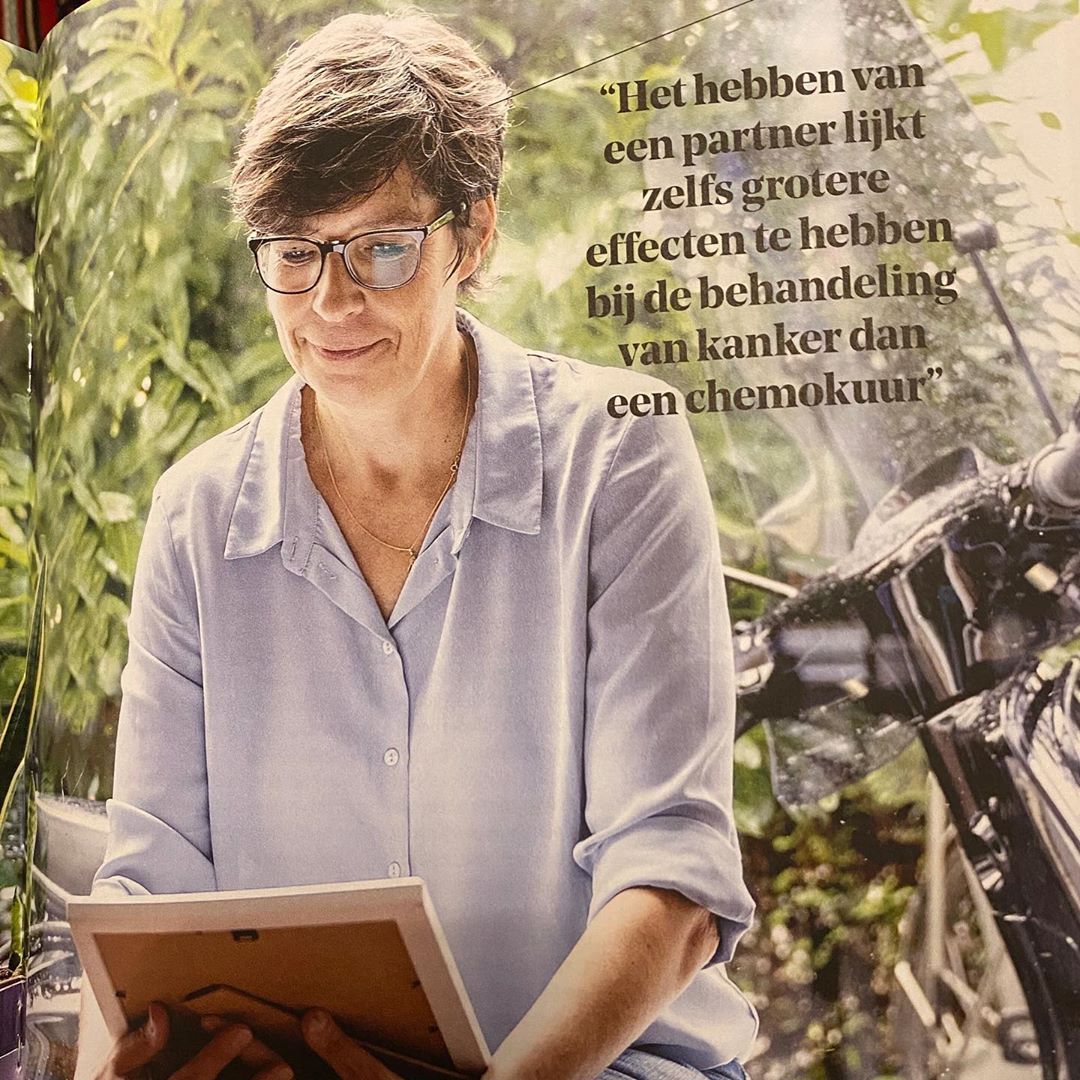 “Het hebben van
een partner lijkt
zelfs grotere
effecten te hebben
bij de behandeling
van kanker dan
een chemokuur”